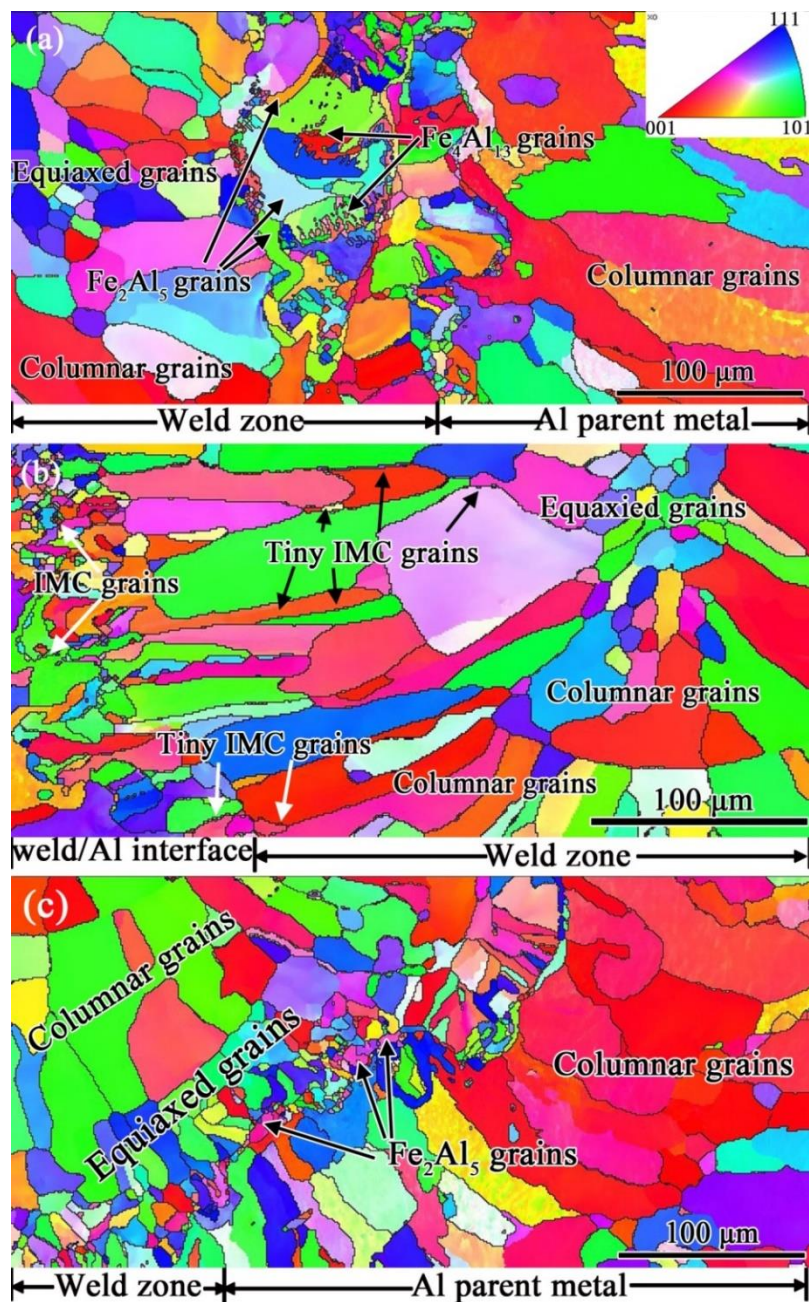 (a)
111
001
101
Fe₄Al₁₃ grains
Equiaxed grains
Fe₂Al₅ grains
Columnar grains
Columnar grains
100 μm
Weld zone
Al parent metal
(b)
Equaxied grains
Tiny IMC grains
IMC grains
Columnar grains
Tiny IMC grains
Columnar grains
100 μm
weld/Al interface
Weld zone
(c)
Columnar grains
Equiaxed grains
Columnar grains
Fe₂Al₅ grains
100 μm
Weld zone
Al parent metal